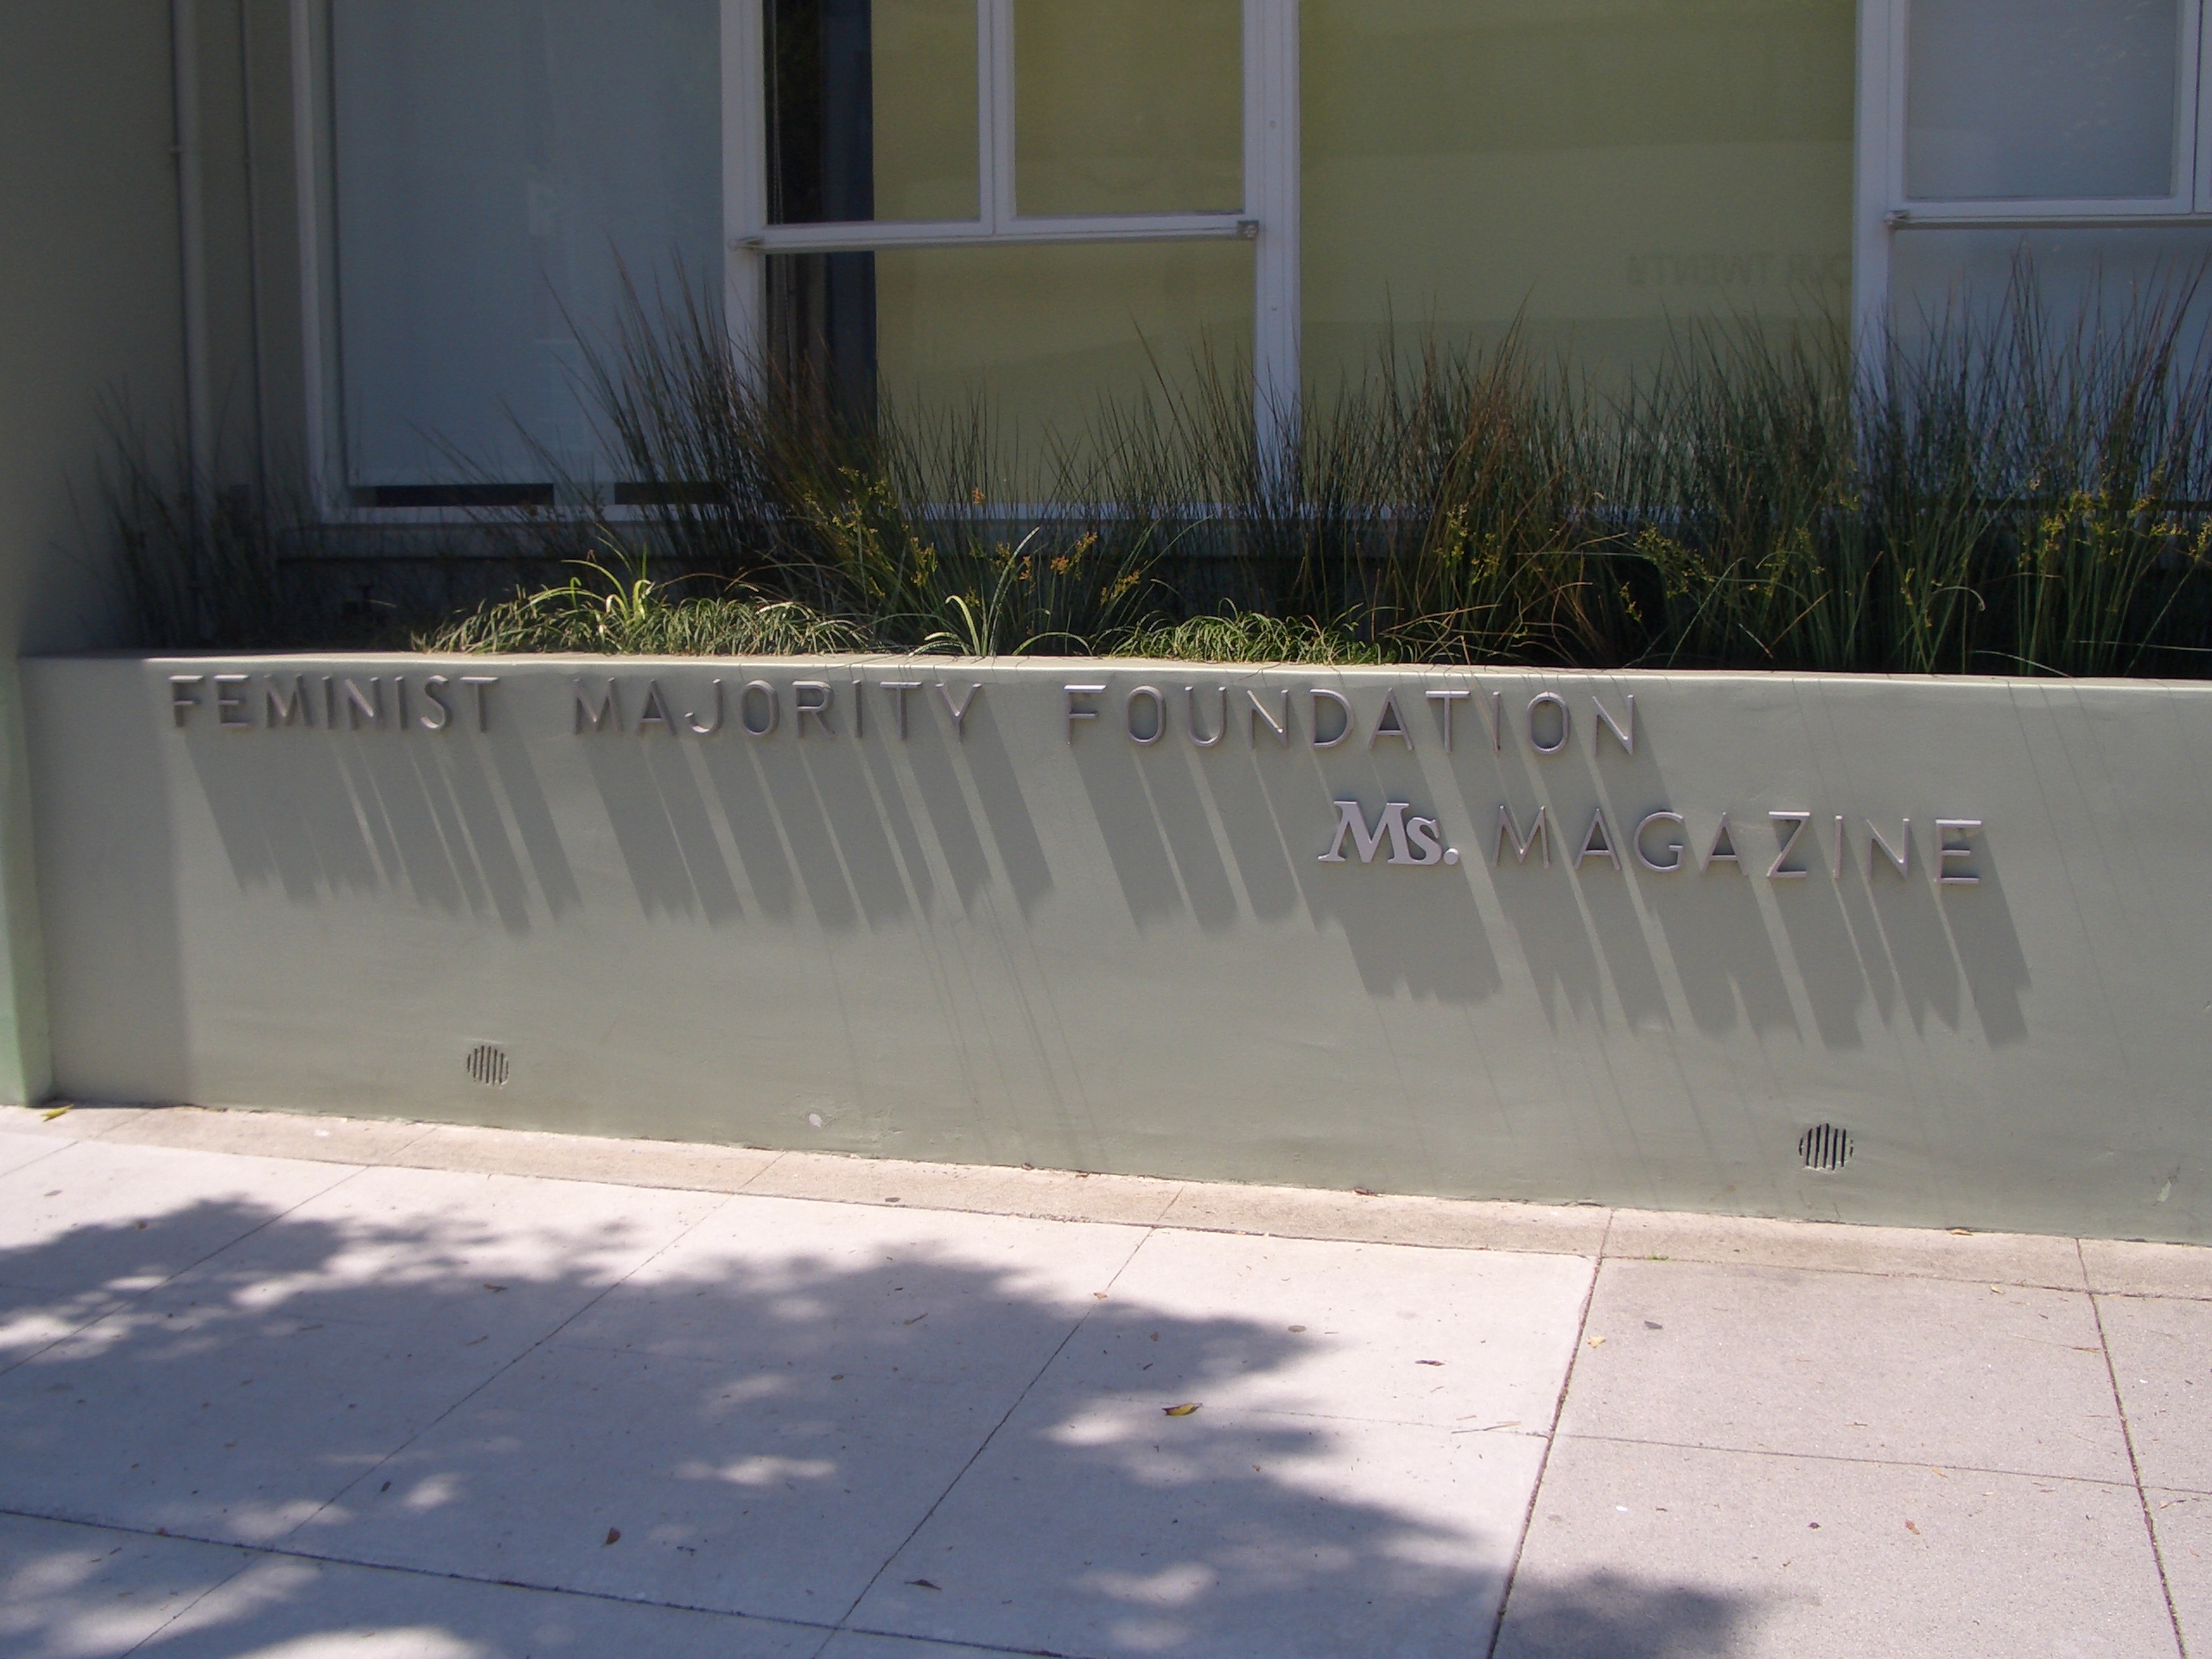 FEMINIST MAJORITY FOUNDATION
Ms. MAGAZINE